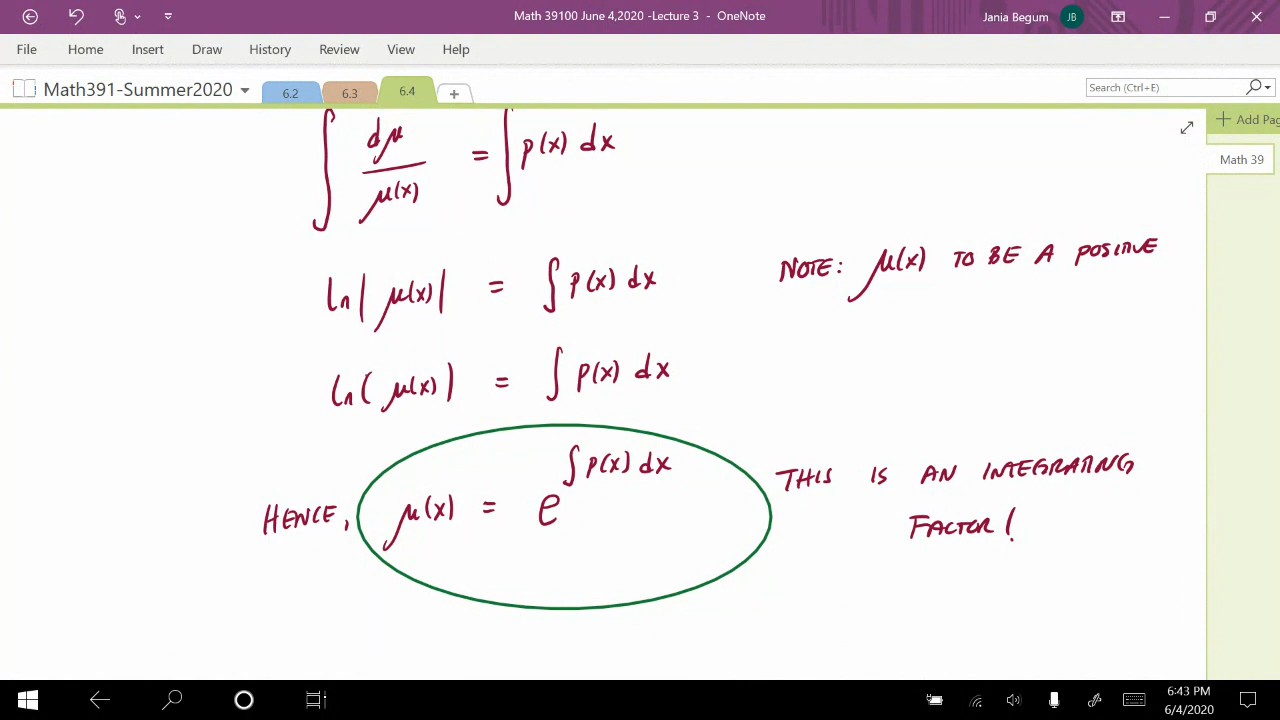 Math 39100 June 4,2020 -Lecture 3 - OneNote
Jania Begum JB
File Home Insert Draw History Review View Help
Math391-Summer2020 6.2 6.3 6.4
Search (Ctrl+E)
Add Pag
Math 39
∫ dμ/μ(x) = ∫ p(x) dx
ln|μ(x)| = ∫ p(x) dx
NOTE: μ(x) TO BE A POSITIVE
ln(μ(x)) = ∫ p(x) dx
HENCE, μ(x) = e^∫ p(x) dx
THIS IS AN INTEGRATING
FACTOR!
6:43 PM
6/4/2020